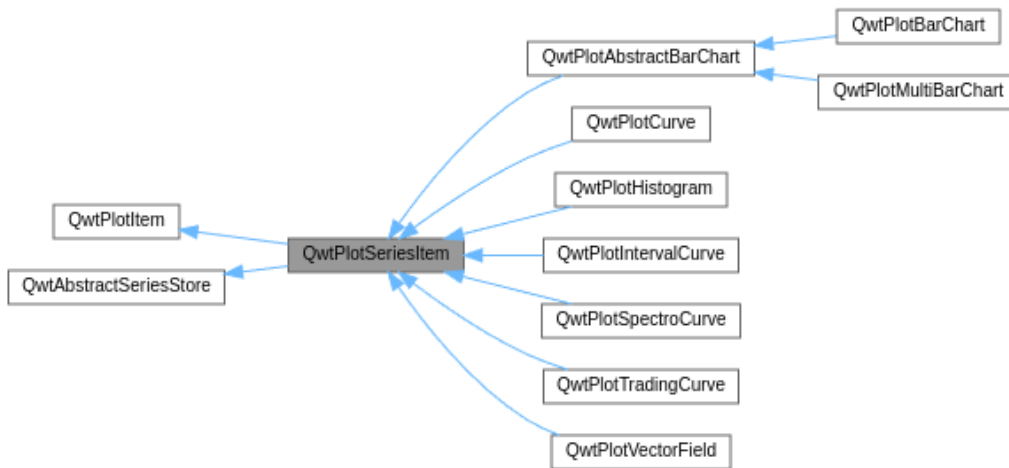 QwtPlotBarChart
QwtPlotAbstractBarChart
QwtPlotMultiBarChart
QwtPlotCurve
QwtPlotHistogram
QwtPlotItem
QwtPlotSeriesItem
QwtPlotIntervalCurve
QwtAbstractSeriesStore
QwtPlotSpectroCurve
QwtPlotTradingCurve
QwtPlotVectorField